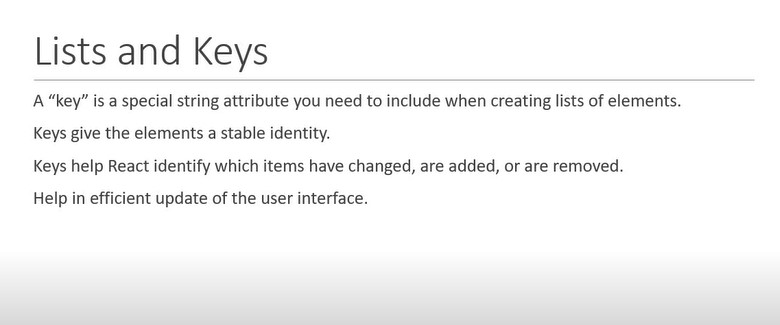 Lists and Keys
A “key” is a special string attribute you need to include when creating lists of elements.
Keys give the elements a stable identity.
Keys help React identify which items have changed, are added, or are removed.
Help in efficient update of the user interface.